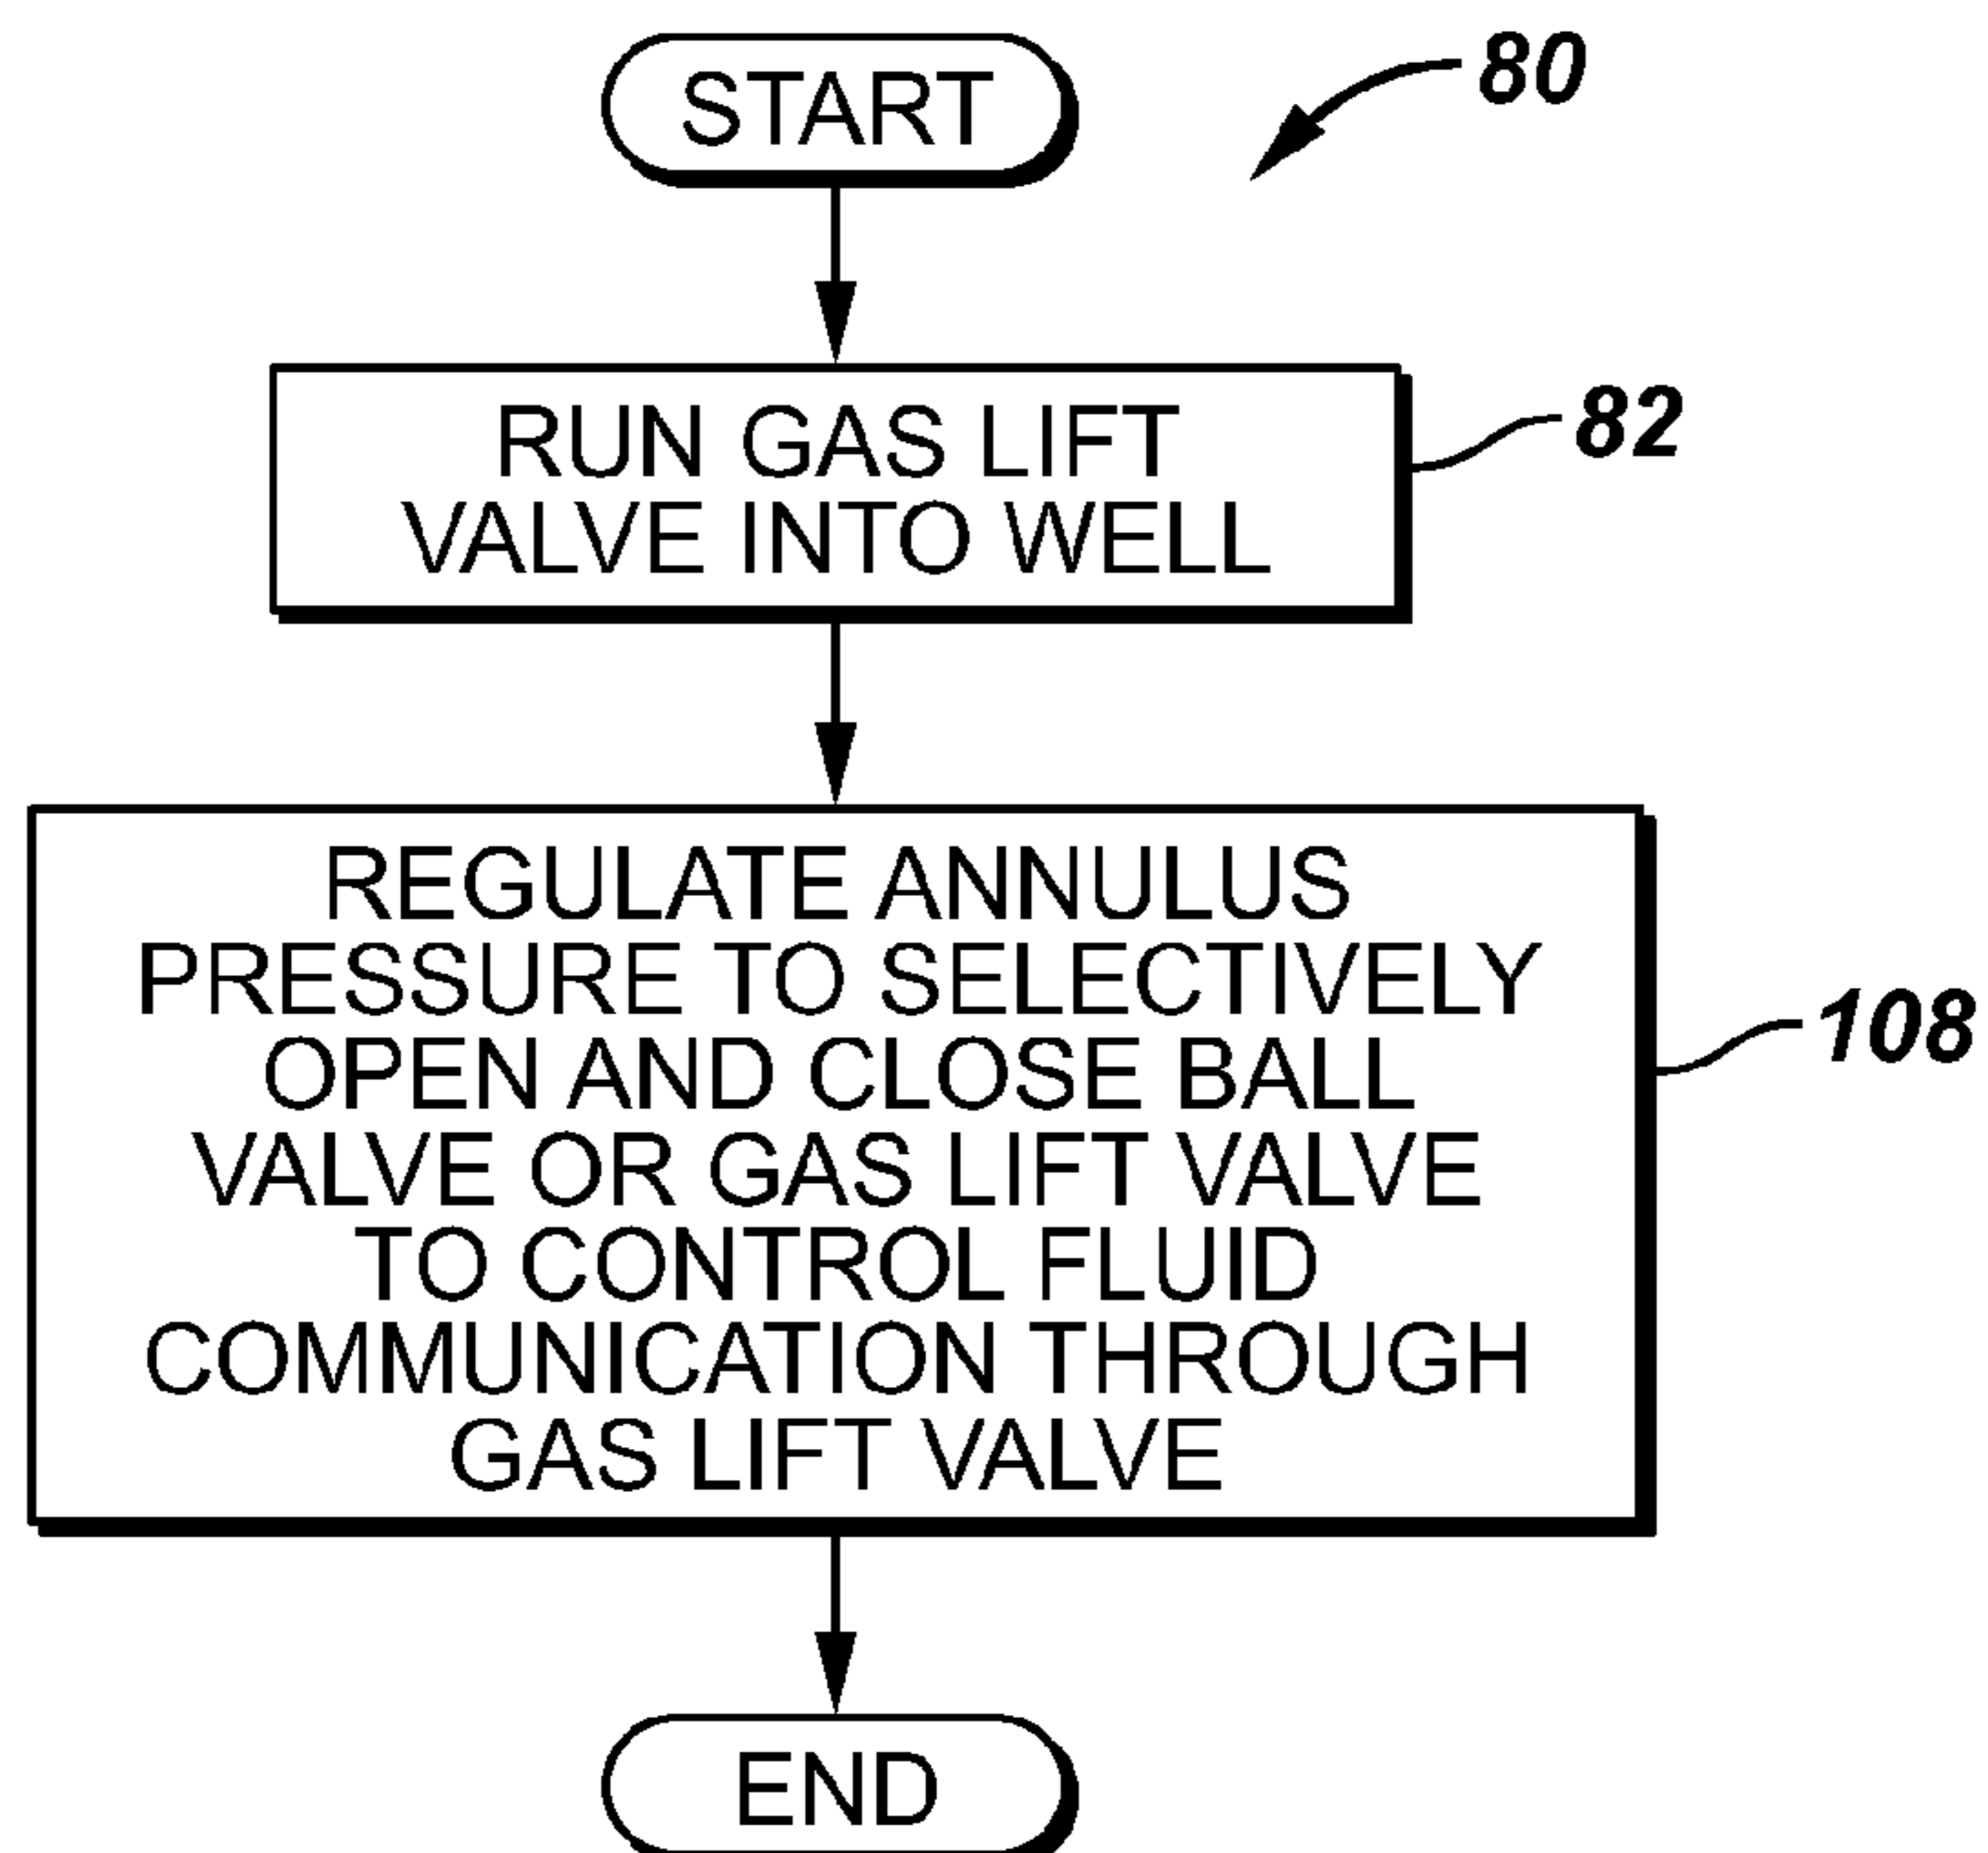 START
80
RUN GAS LIFT
VALVE INTO WELL
82
REGULATE ANNULUS
PRESSURE TO SELECTIVELY
OPEN AND CLOSE BALL
VALVE OR GAS LIFT VALVE
TO CONTROL FLUID
COMMUNICATION THROUGH
GAS LIFT VALVE
108
END